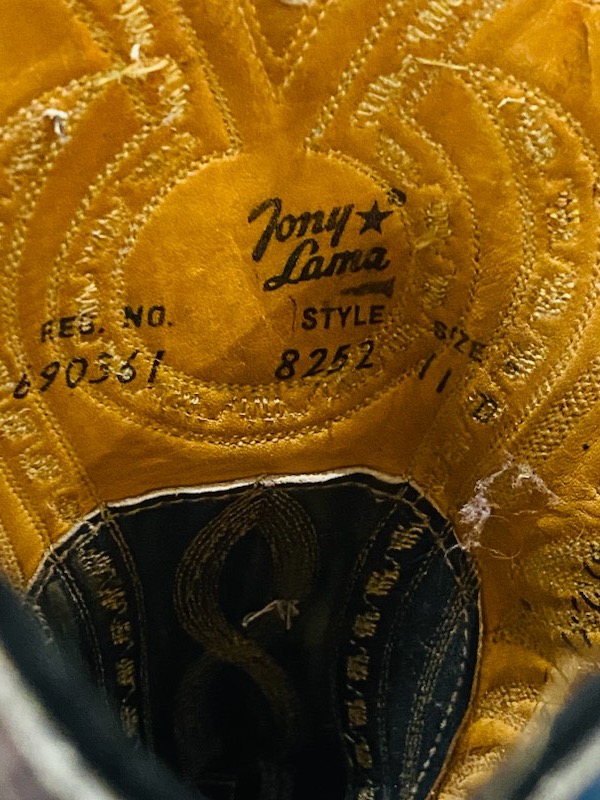 Tony
Lama
REG. NO. STYLE SIZE
690361 8252 11 D